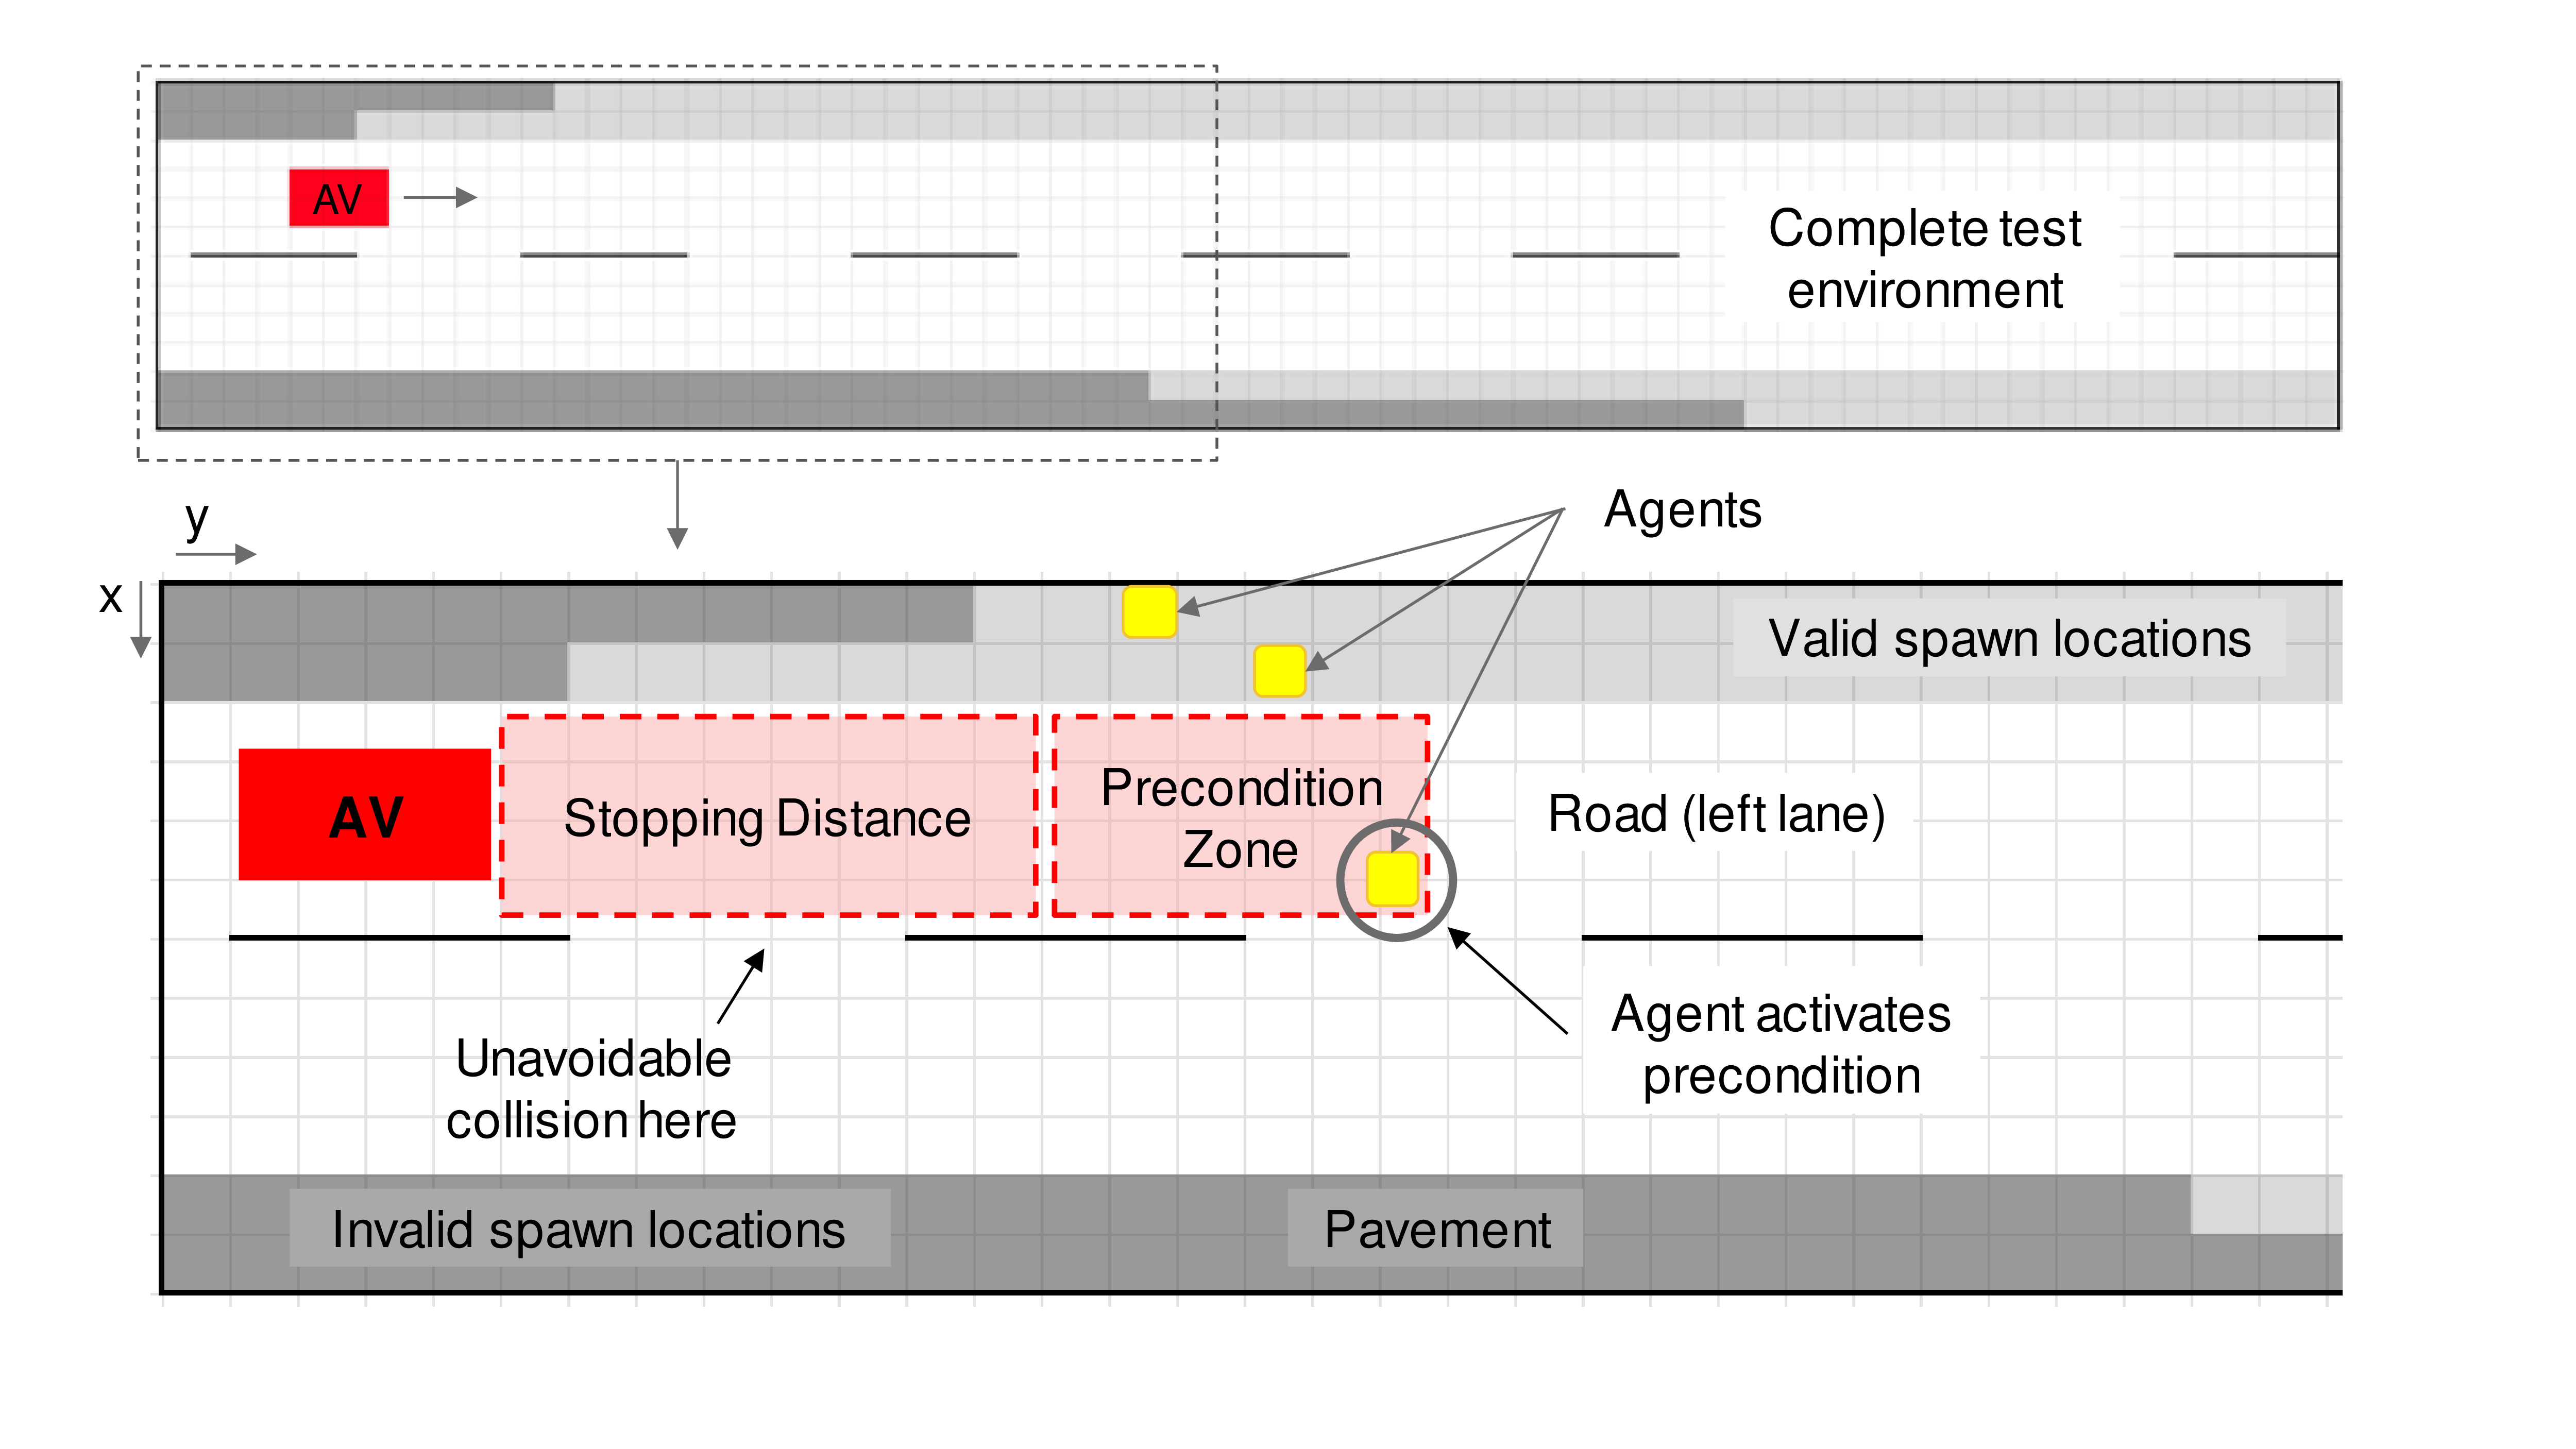 AV
Complete test
environment
y
x
Agents
Valid spawn locations
AV
Stopping Distance
Precondition
Zone
Road (left lane)
Unavoidable
collision here
Agent activates
precondition
Invalid spawn locations
Pavement